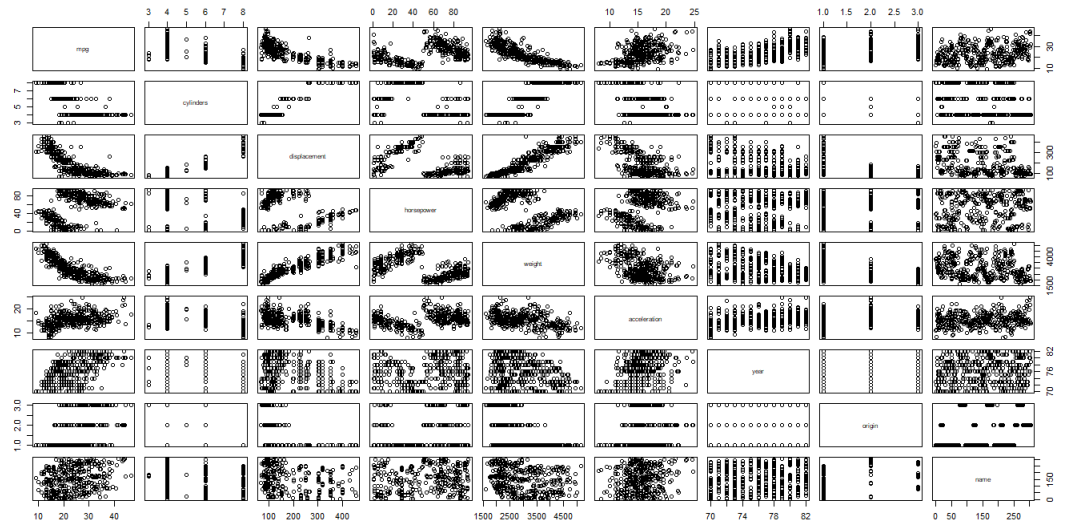 3 4 5 6 7 8 0 20 40 60 80 10 15 20 25 1.0 1.5 2.0 2.5 3.0
mpg 10 30
3 5 7 cylinders
displacement 100 300
0 40 80 horsepower
weight 1500 4000
10 20 acceleration
year 70 76 82
1.0 2.0 3.0 origin
name 0 150
10 20 30 40 100 200 300 400 1500 2500 3500 4500 70 74 78 82 0 50 150 250